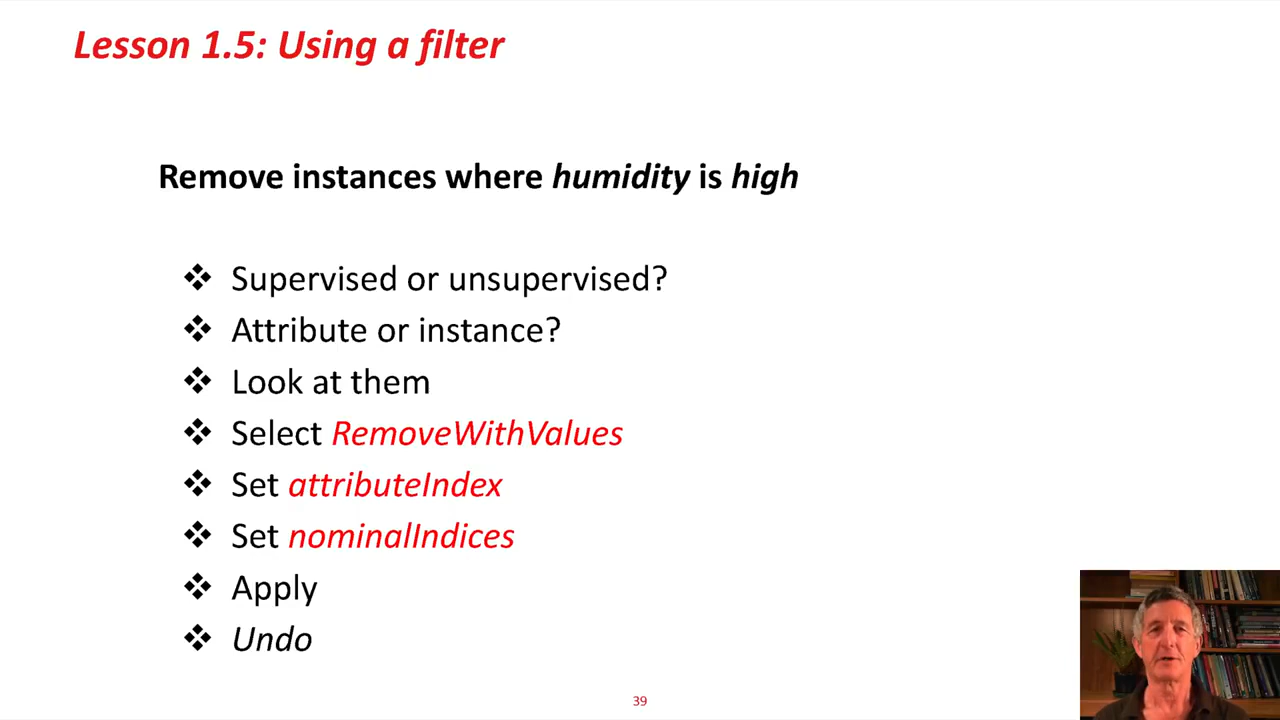 Lesson 1.5: Using a filter
Remove instances where humidity is high
❖ Supervised or unsupervised?
❖ Attribute or instance?
❖ Look at them
❖ Select RemoveWithValues
❖ Set attributeIndex
❖ Set nominalIndices
❖ Apply
❖ Undo
39